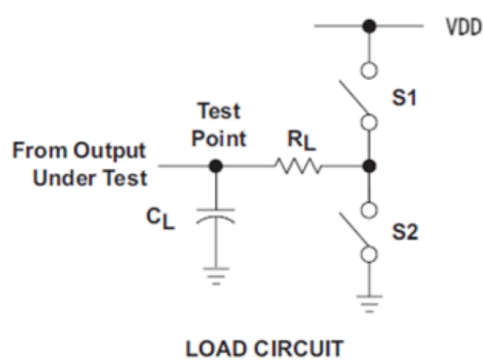 VDD
S1
Test
Point
RL
From Output
Under Test
CL
S2
LOAD CIRCUIT